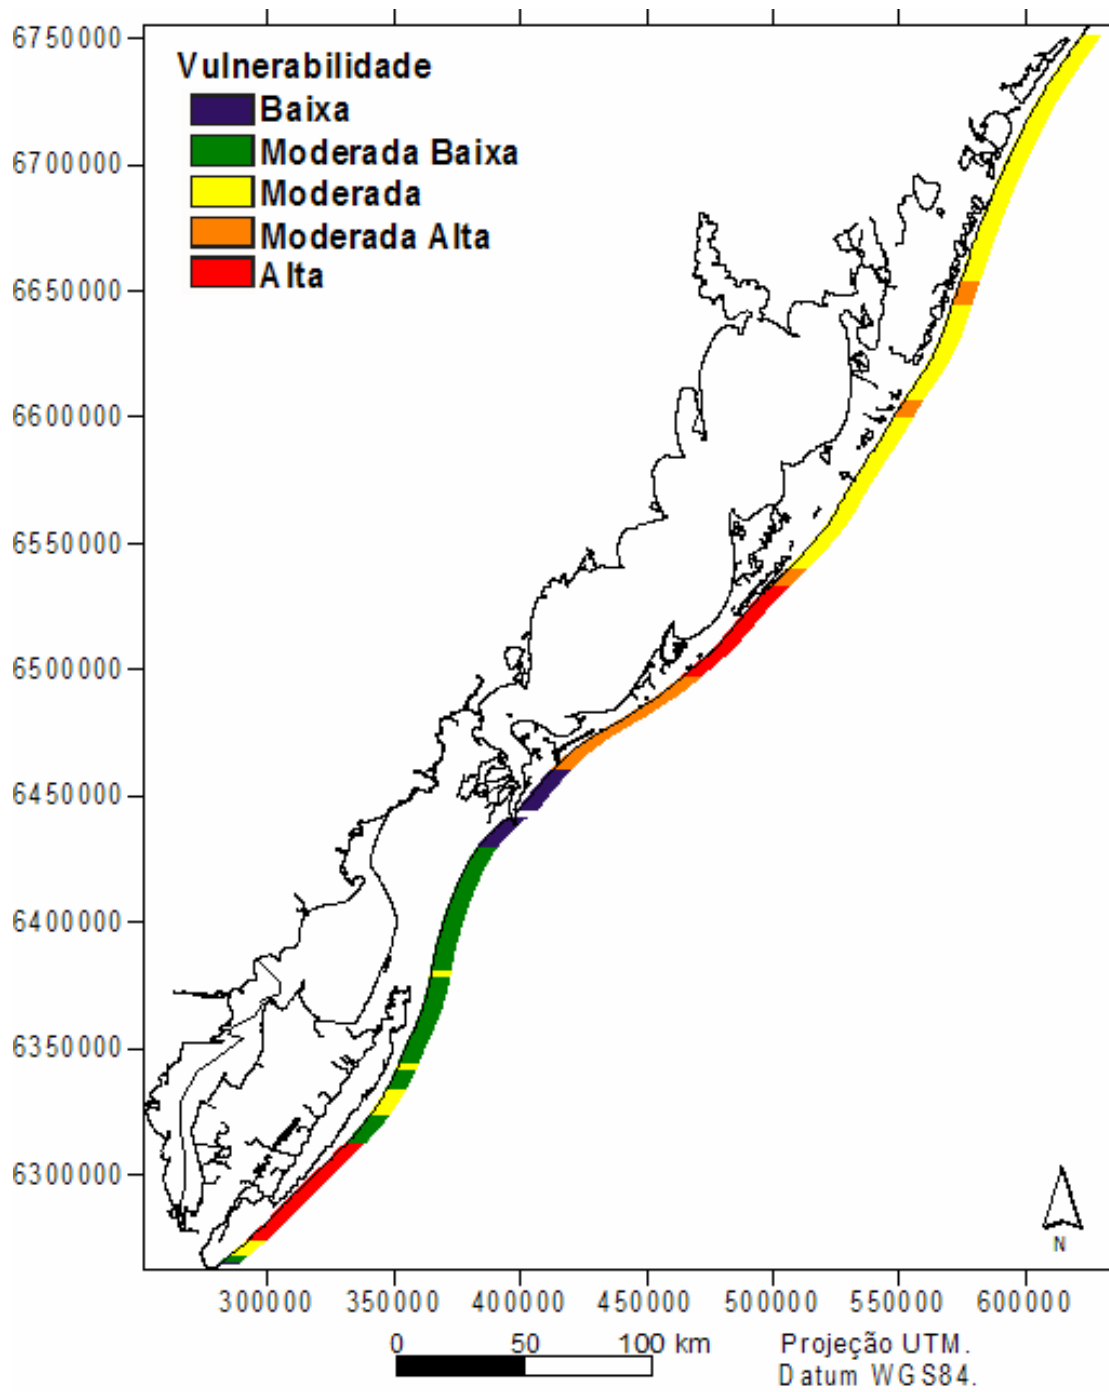 6750000
Vulnerabilidade
Baixa
Moderada Baixa
6700000
Moderada
Moderada Alta
Alta
6650000
6600000
6550000
6500000
6450000
6400000
6350000
6300000
N
300000 350000 400000 450000 500000 550000 600000
0 50 100 km
Projeção UTM.
Datum WGS84.